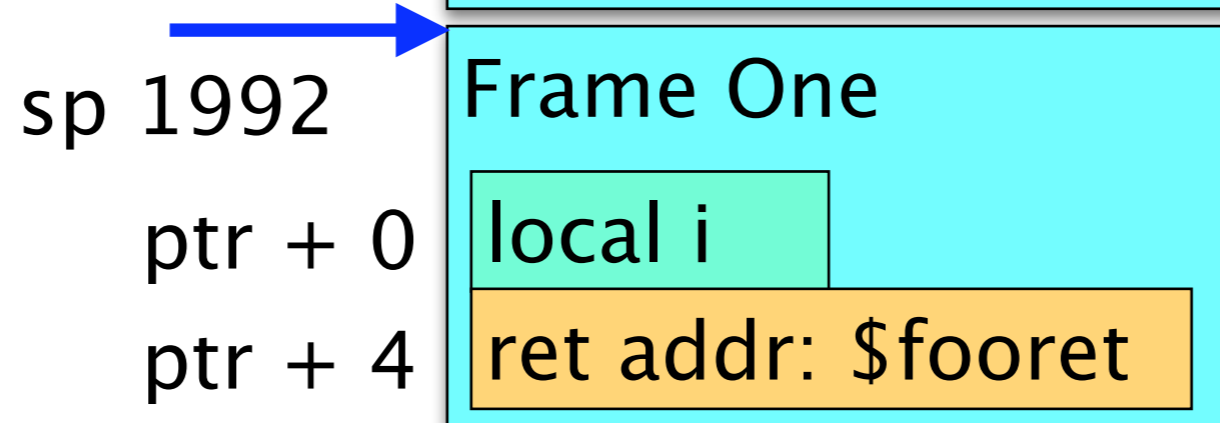 Frame One
sp 1992
ptr + 0 local i
ptr + 4 ret addr: $fooret